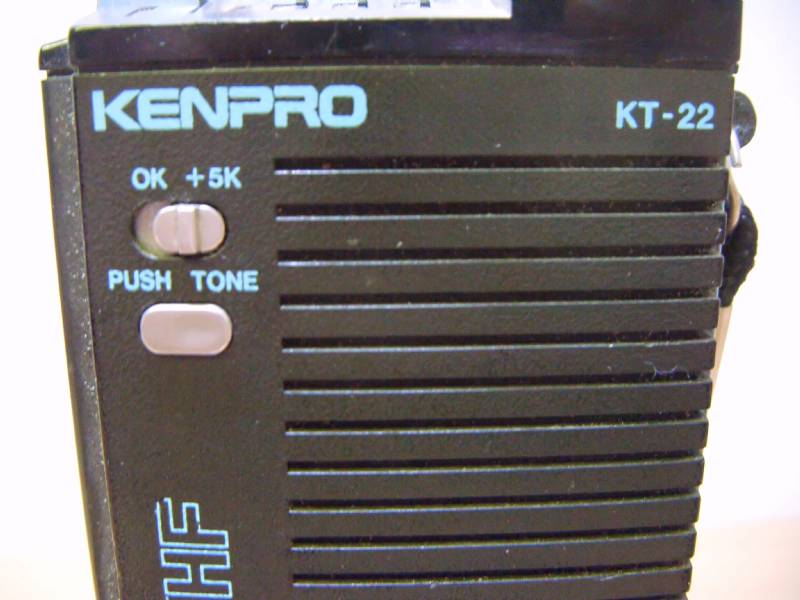 KENPRO
KT-22
OK +5K
PUSH TONE